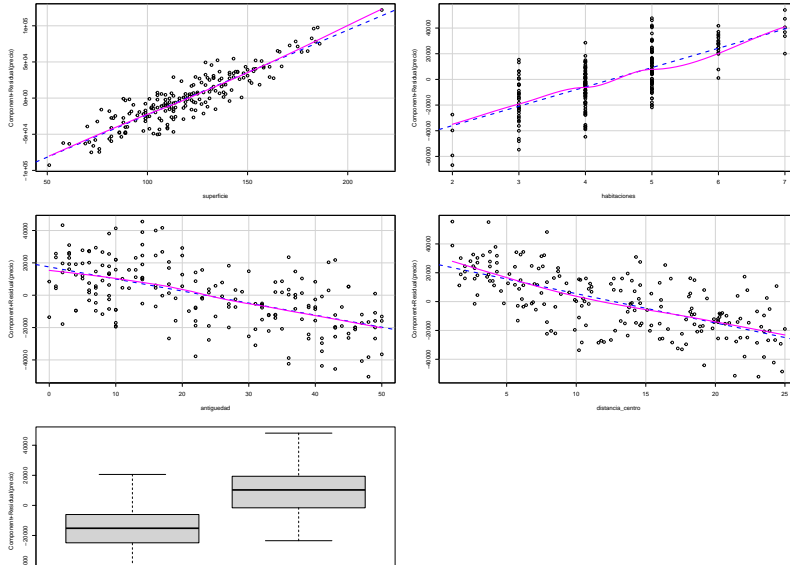 Component+Residual(precio)
−1e+05 −5e+04 0e+00 5e+04 1e+05
50 100 150 200
superficie
Component+Residual(precio)
−60000 −40000 −20000 0 20000 40000
2 3 4 5 6 7
habitaciones
Component+Residual(precio)
−40000 −20000 0 20000 40000
0 10 20 30 40 50
antiguedad
Component+Residual(precio)
−40000 −20000 0 20000 40000
5 10 15 20 25
distancia_centro
Component+Residual(precio)
−20000 0 20000 40000